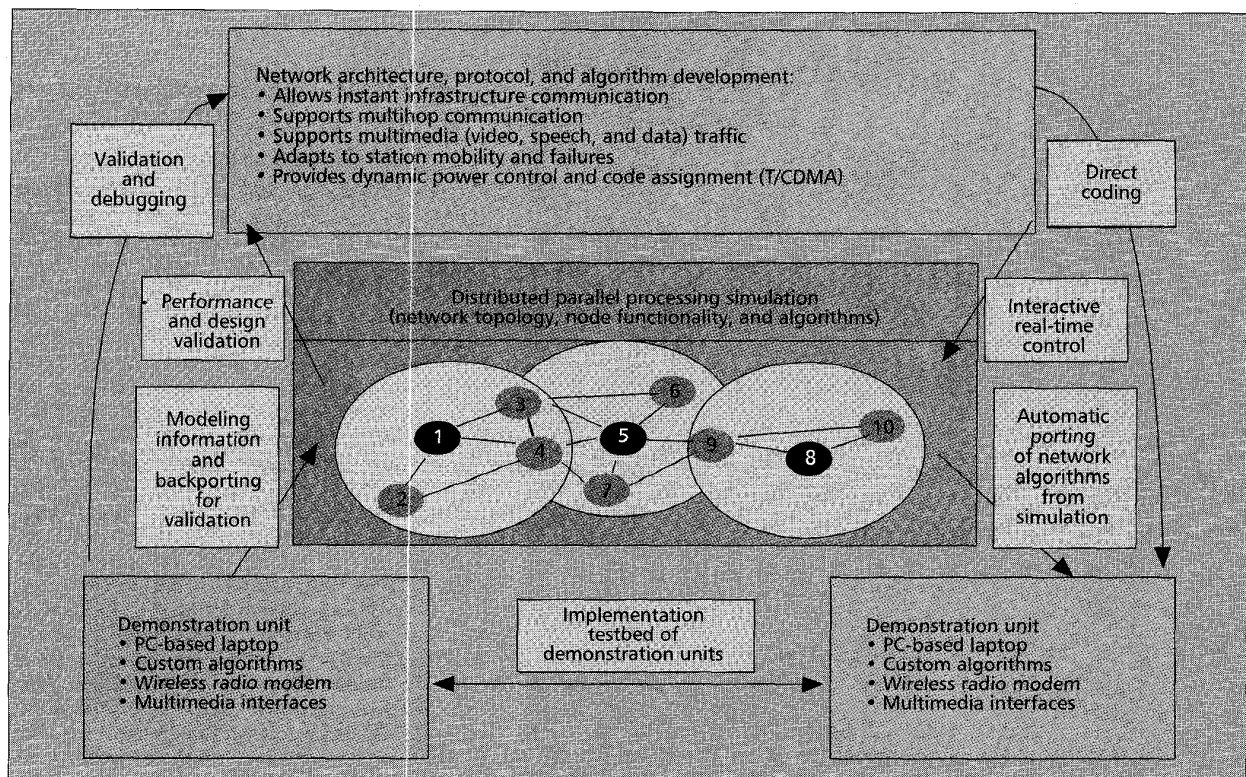 Network architecture, protocol, and algorithm development:
• Allows instant infrastructure communication
• Supports multihop communication
• Supports multimedia (video, speech, and data) traffic
• Adapts to station mobility and failures
• Provides dynamic power control and code assignment (T/CDMA)
Validation
and
debugging
Direct
coding
Performance
and design
validation
Distributed parallel processing simulation
(network topology, node functionality, and algorithms)
Interactive
real-time
control
Modeling
information
and
backporting
for
validation
1
2
3
4
5
6
7
8
9
10
Automatic
porting
of network
algorithms
from
simulation
Demonstration unit
• PC-based laptop
• Custom algorithms
• Wireless radio modem
• Multimedia interfaces
Implementation
testbed of
demonstration units
Demonstration unit
• PC-based laptop
• Custom algorithms
• Wireless radio modem
• Multimedia interfaces